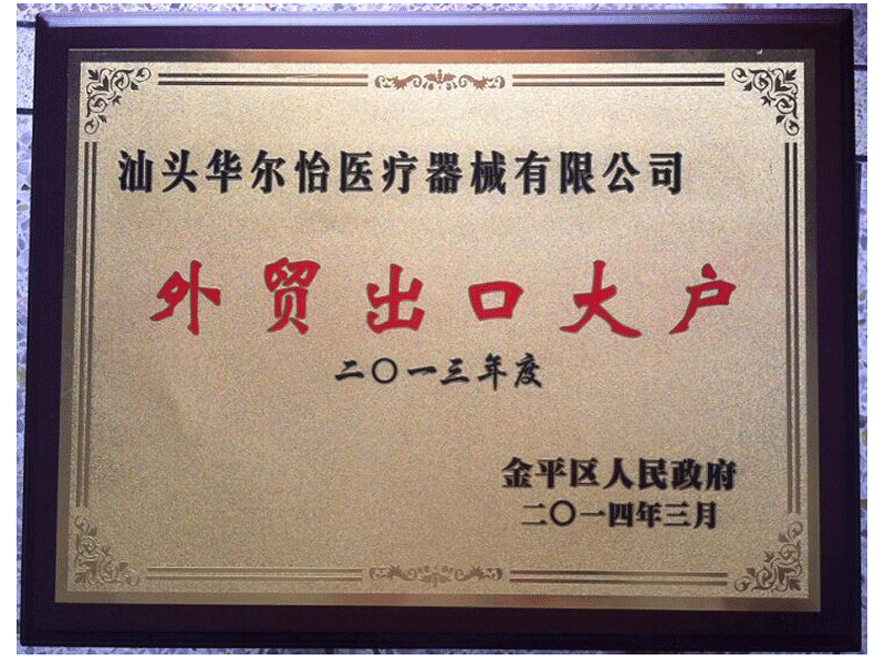 汕头华尔怡医疗器械有限公司
外贸出口大户
二〇一三年度
金平区人民政府
二〇一四年三月